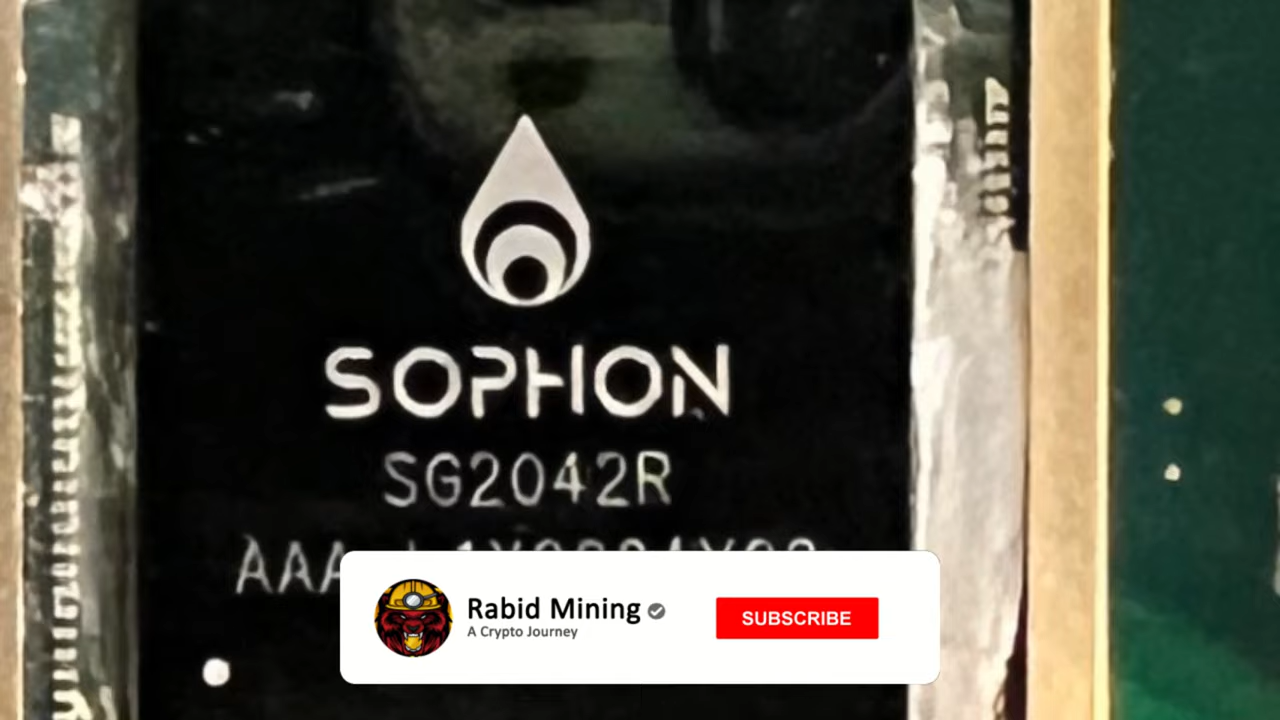 SOPHON
SG2042R
Rabid Mining
A Crypto Journey
SUBSCRIBE